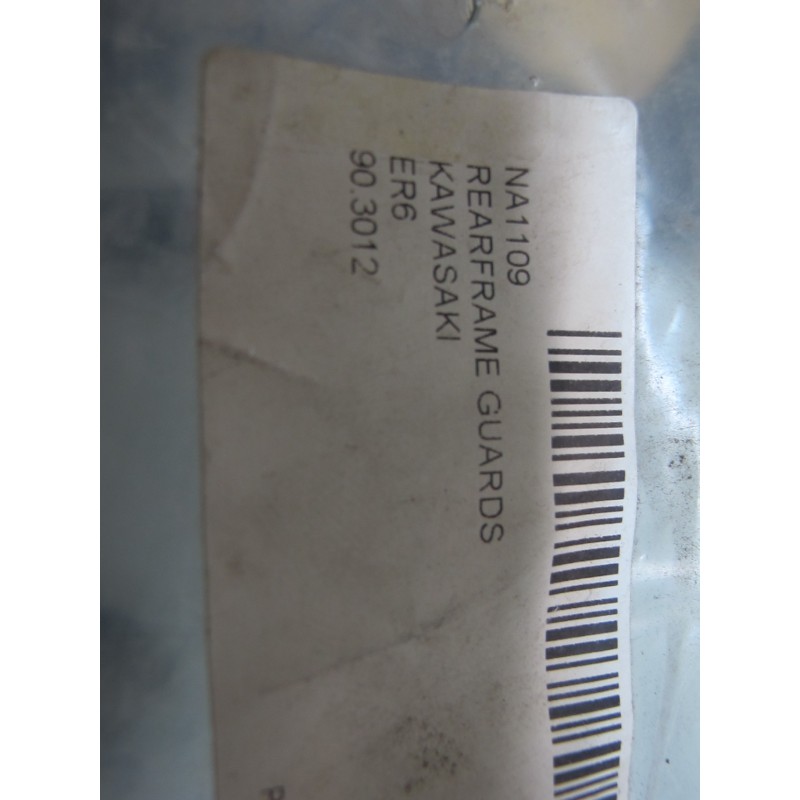 NA1109
REARFRAME GUARDS
KAWASAKI
ER6
90.3012